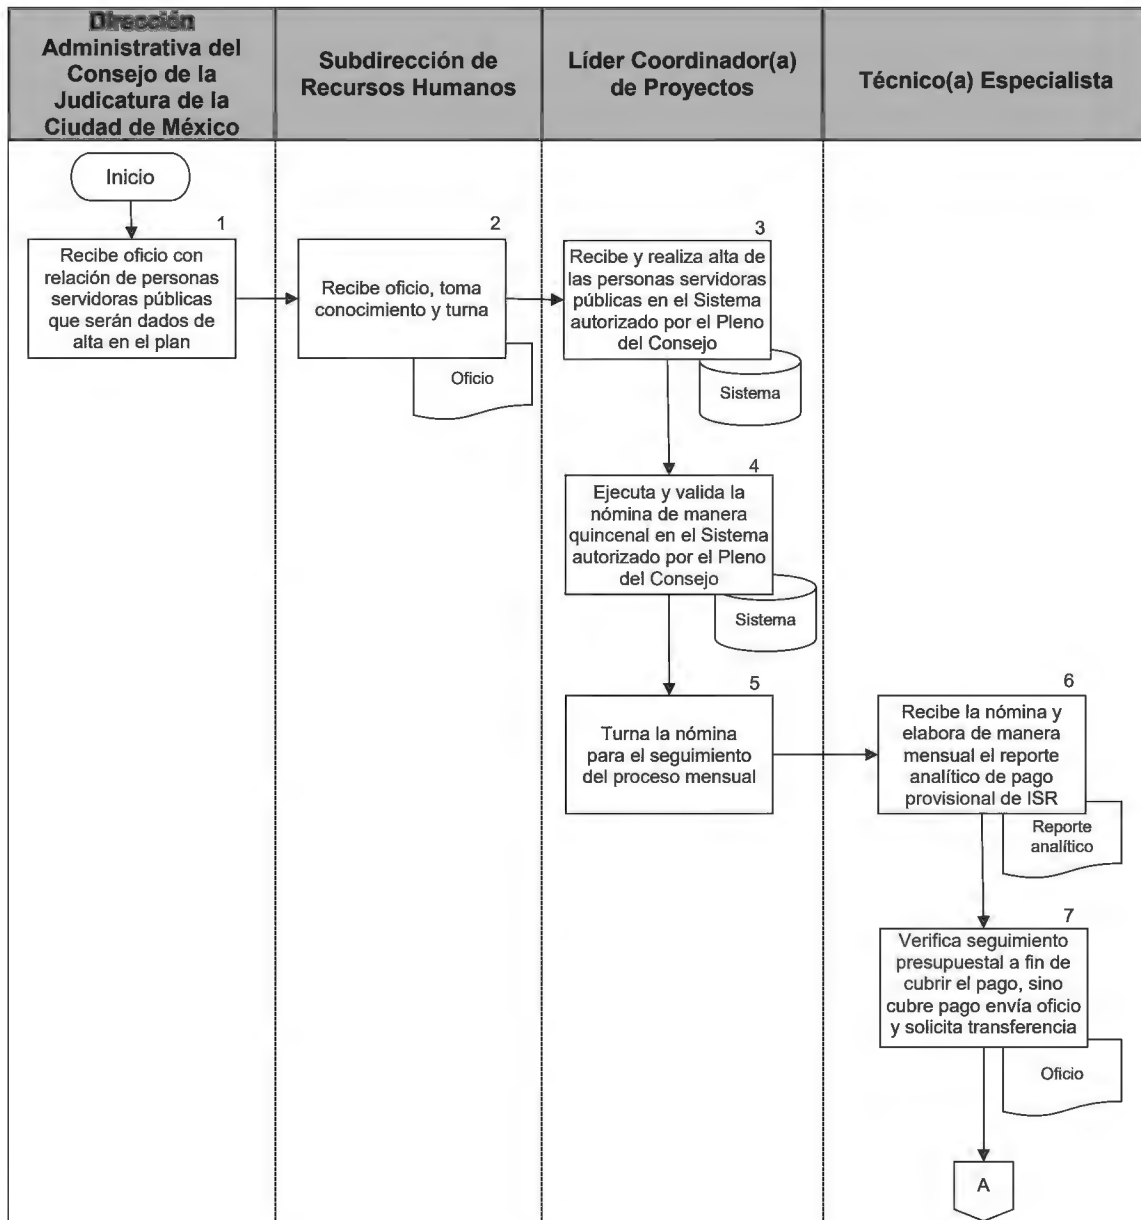 Dirección
Administrativa del
Consejo de la
Judicatura de la
Ciudad de México
Subdirección de
Recursos Humanos
Líder Coordinador(a)
de Proyectos
Técnico(a) Especialista
Inicio
1
Recibe oficio con
relación de personas
servidoras públicas
que serán dados de
alta en el plan
2
Recibe oficio, toma
conocimiento y turna
Oficio
3
Recibe y realiza alta de
las personas servidoras
públicas en el Sistema
autorizado por el Pleno
del Consejo
Sistema
4
Ejecuta y valida la
nómina de manera
quincenal en el Sistema
autorizado por el Pleno
del Consejo
Sistema
5
Turna la nómina
para el seguimiento
del proceso mensual
6
Recibe la nómina y
elabora de manera
mensual el reporte
analítico de pago
provisional de ISR
Reporte
analítico
7
Verifica seguimiento
presupuestal a fin de
cubrir el pago, sino
cubre pago envía oficio
y solicita transferencia
Oficio
A